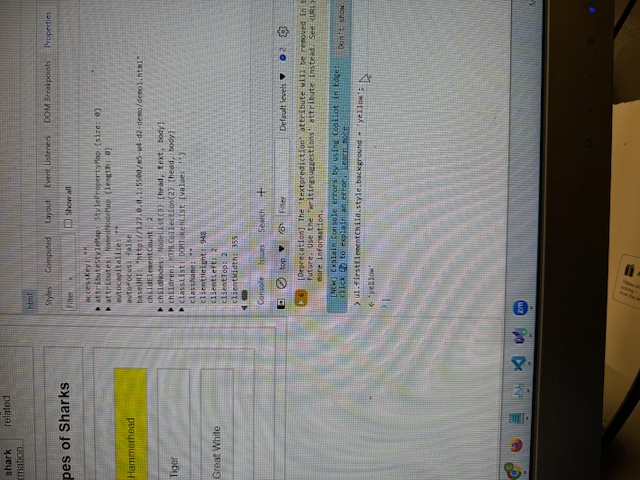 shark
related
rmation.
pes of Sharks
Hammerhead
Tiger
Great White
html
Styles Computed Layout Event Listeners DOM Breakpoints Properties
Filter Show all
accessKey: ""
attributeStyleMap: StylePropertyMap {size: 0}
attributes: NamedNodeMap {length: 0}
autocapitalize: ""
autofocus: false
baseURI: "http://127.0.0.1:5500/m5-w4-d2-demo/demo1.html"
childElementCount: 2
childNodes: NodeList(3) [head, text, body]
children: HTMLCollection(2) [head, body]
classList: DOMTokenList [value: '']
className: ""
clientHeight: 948
clientLeft: 2
clientTop: 2
clientWidth: 355
Console Issues Search +
top Filter Default levels 2
6 [Deprecation] The 'textprediction' attribute will be removed in t
future. Use the 'writingsuggestions' attribute instead. See <URL>
more information.
[NEW] Explain Console errors by using Copilot in Edge:
click to explain an error. Learn more
Don't show
> ul.firstElementChild.style.background = 'yellow';
< 'yellow'
>
zm